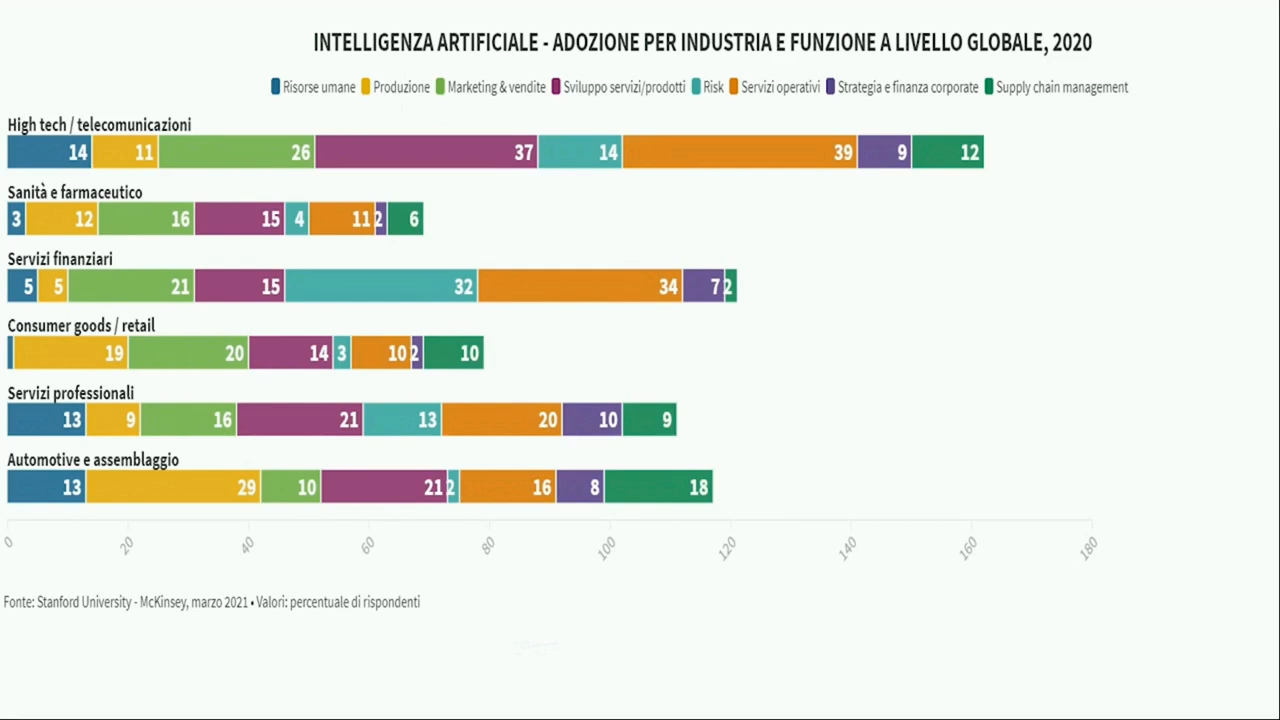 INTELLIGENZA ARTIFICIALE - ADOZIONE PER INDUSTRIA E FUNZIONE A LIVELLO GLOBALE, 2020
Risorse umane Produzione Marketing & vendite Sviluppo servizi/prodotti Risk Servizi operativi Strategia e finanza corporate Supply chain management
High tech / telecomunicazioni
14 11 26 37 14 39 9 12
Sanità e farmaceutico
3 12 16 15 4 11 2 6
Servizi finanziari
5 5 21 15 32 34 7 2
Consumer goods / retail
19 20 14 3 10 2 10
Servizi professionali
13 9 16 21 13 20 10 9
Automotive e assemblaggio
13 29 10 21 2 16 8 18
0 20 40 60 80 100 120 140 160 180
Fonte: Stanford University - McKinsey, marzo 2021 • Valori: percentuale di rispondenti